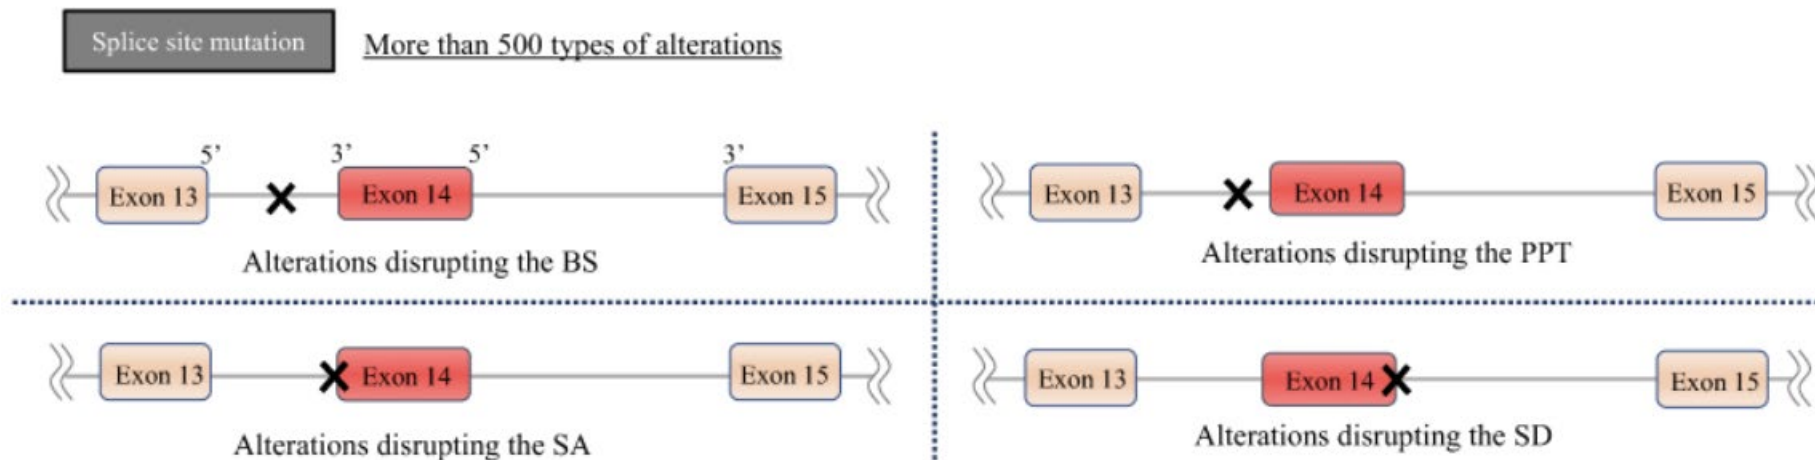 Splice site mutation
More than 500 types of alterations
5’ 3’ 5’ 3’
Exon 13 Exon 14 Exon 15
Alterations disrupting the BS
Exon 13 Exon 14 Exon 15
Alterations disrupting the PPT
Exon 13 Exon 14 Exon 15
Alterations disrupting the SA
Exon 13 Exon 14 Exon 15
Alterations disrupting the SD